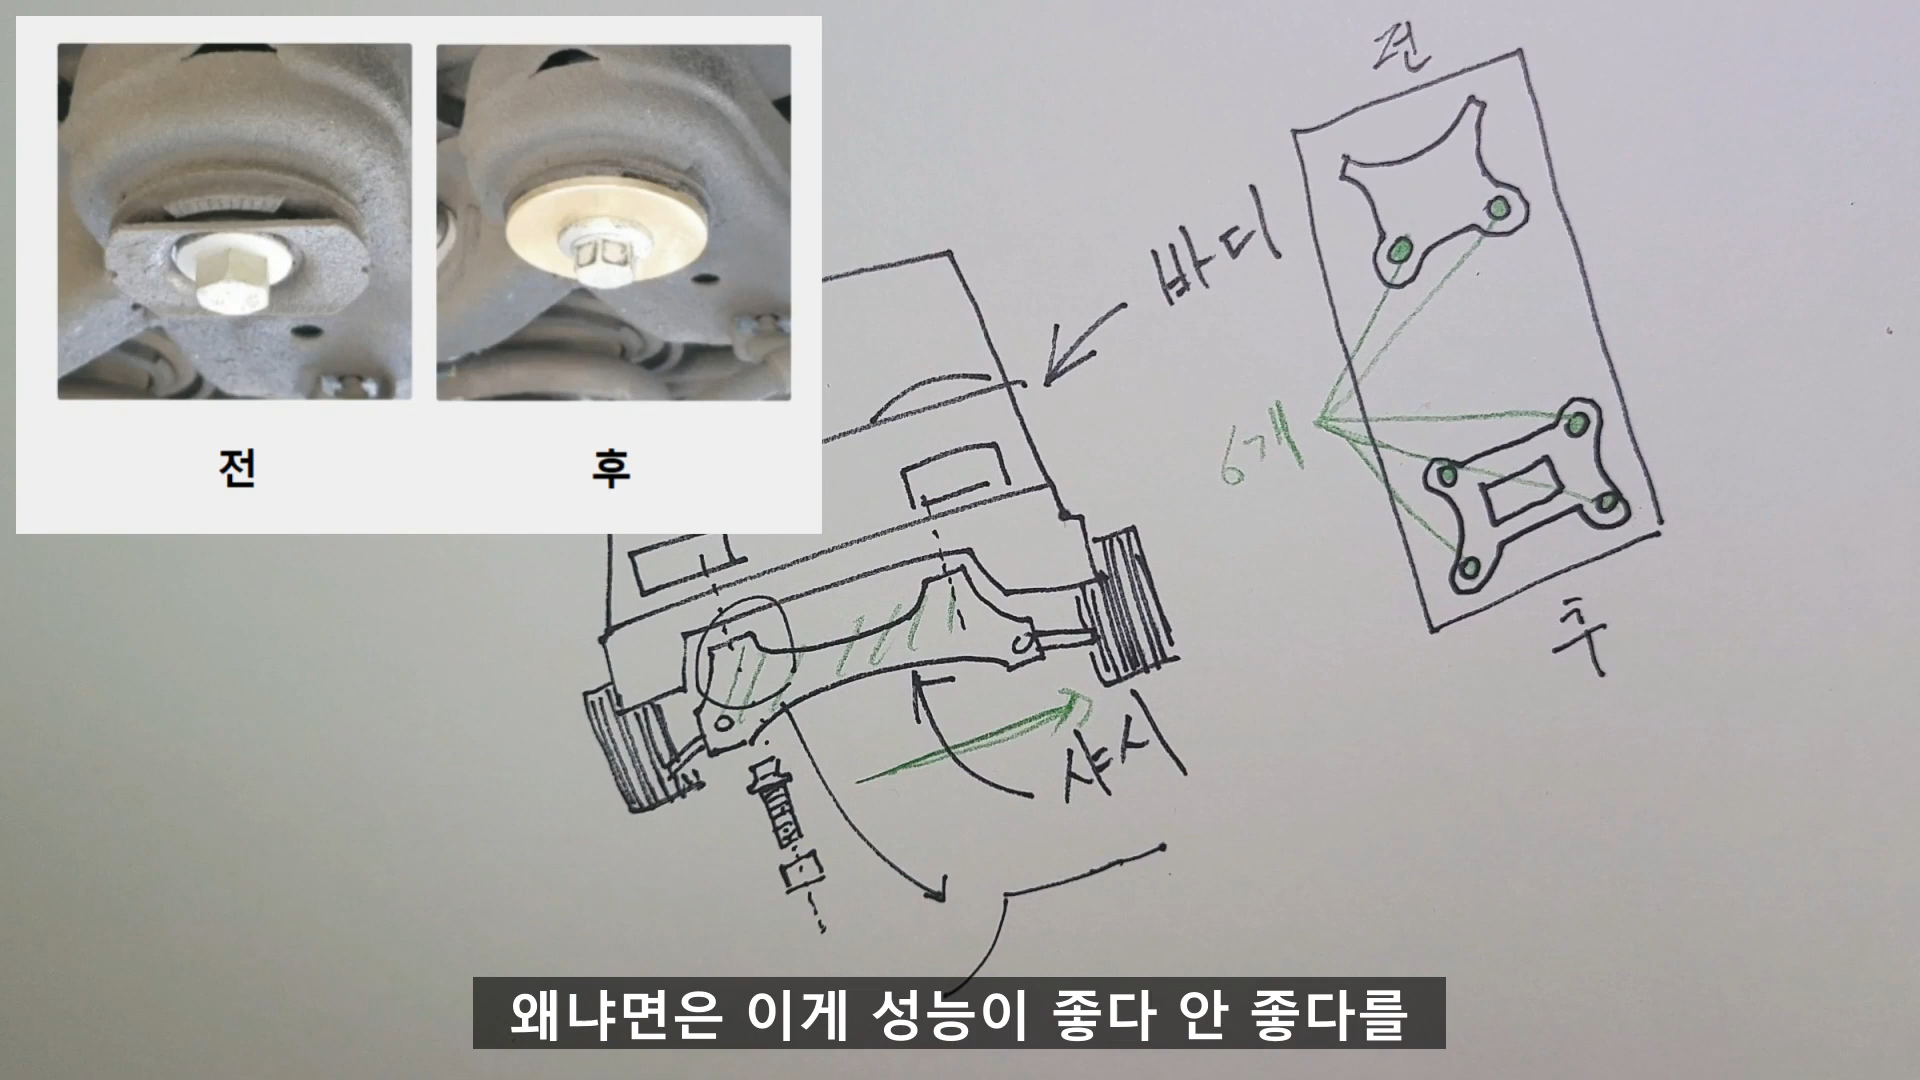 전
후
전
바디
6개
후
샤시
왜냐면은 이게 성능이 좋다 안 좋다를